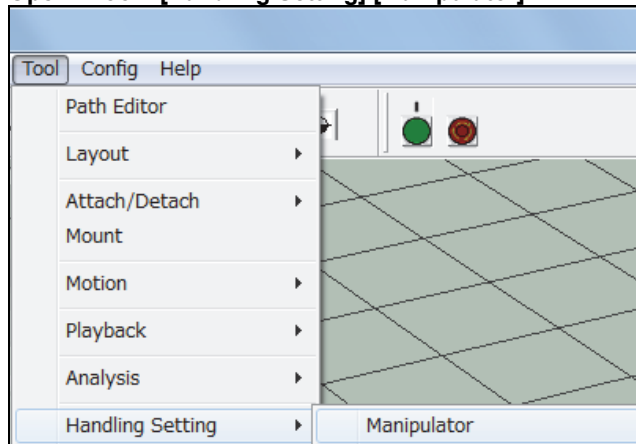 Tool Config Help
Path Editor
Layout
Attach/Detach
Mount
Motion
Playback
Analysis
Handling Setting
Manipulator